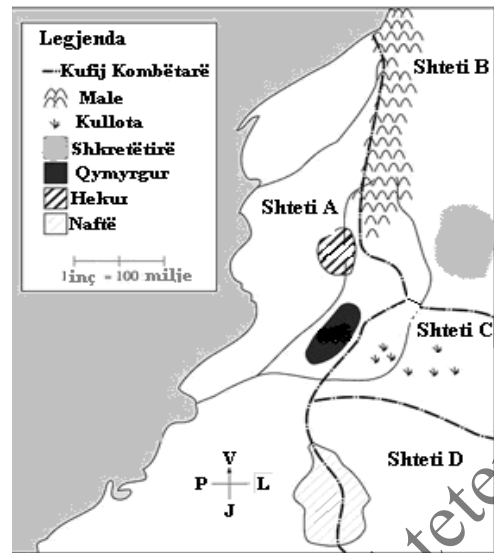 Legjenda
Kufij Kombëtarë
Male
Kullota
Shkretëtirë
Qymyrgur
Hekur
Naftë
1 inç = 100 milje
Shteti B
Shteti A
Shteti C
Shteti D
V
P L
J